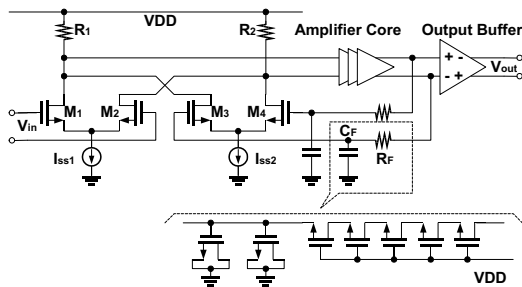 VDD
R1
R2
Amplifier Core
Output Buffer
+ -
- +
Vout
M1
M2
M3
M4
Vin
Iss1
Iss2
CF
RF
VDD